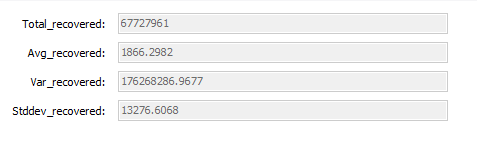 Total_recovered: 67727961
Avg_recovered: 1866.2982
Var_recovered: 176268286.9677
Stddev_recovered: 13276.6068